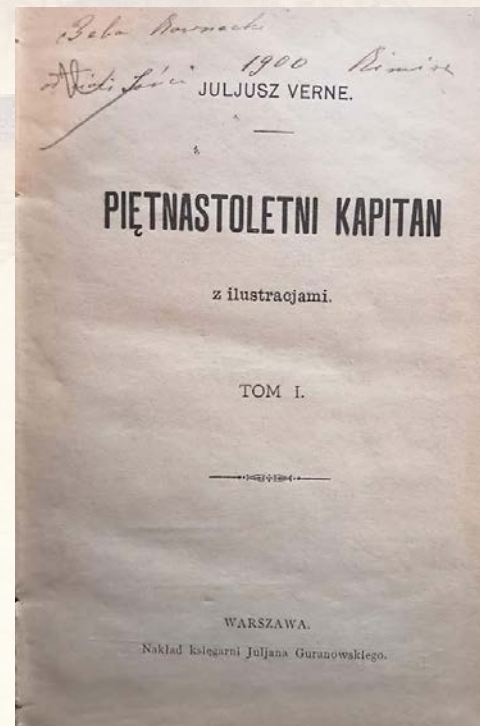 1900
JULJUSZ VERNE.
PIĘTNASTOLETNI KAPITAN
z ilustracjami.
TOM I.
WARSZAWA.
Nakład księgarni Juljana Guranowskiego.